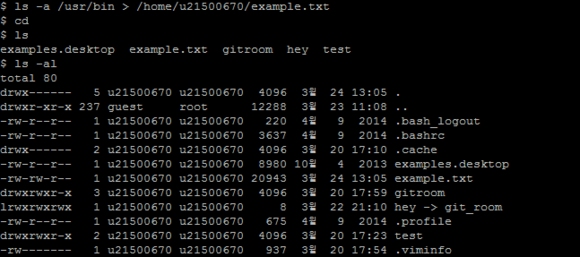 $ ls -a /usr/bin > /home/u21500670/example.txt
$ cd
$ ls
examples.desktop  example.txt  gitroom  hey  test
$ ls -al
total 80
drwx------   5 u21500670 u21500670  4096  3월  24 13:05 .
drwxr-xr-x 237 guest     root      12288  3월  23 11:08 ..
-rw-r--r--   1 u21500670 u21500670   220  4월   9  2014 .bash_logout
-rw-r--r--   1 u21500670 u21500670  3637  4월   9  2014 .bashrc
drwx------   2 u21500670 u21500670  4096  3월  20 17:10 .cache
-rw-r--r--   1 u21500670 u21500670  8980 10월   4  2013 examples.desktop
-rw-rw-r--   1 u21500670 u21500670 20943  3월  24 13:05 example.txt
drwxrwxr-x   3 u21500670 u21500670  4096  3월  20 17:59 gitroom
lrwxrwxrwx   1 u21500670 u21500670     8  3월  22 21:10 hey -> git_room
-rw-r--r--   1 u21500670 u21500670   675  4월   9  2014 .profile
drwxrwxr-x   2 u21500670 u21500670  4096  3월  20 17:23 test
-rw-------   1 u21500670 u21500670   937  3월  20 17:54 .viminfo